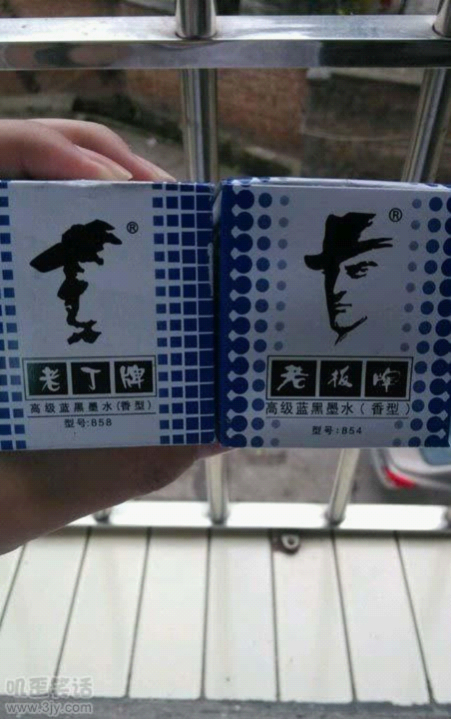 ®
老丁牌
高级蓝黑墨水(香型)
型号:858
®
老板牌
高级蓝黑墨水(香型)
型号:854
叽歪笑话
www.3jy.com